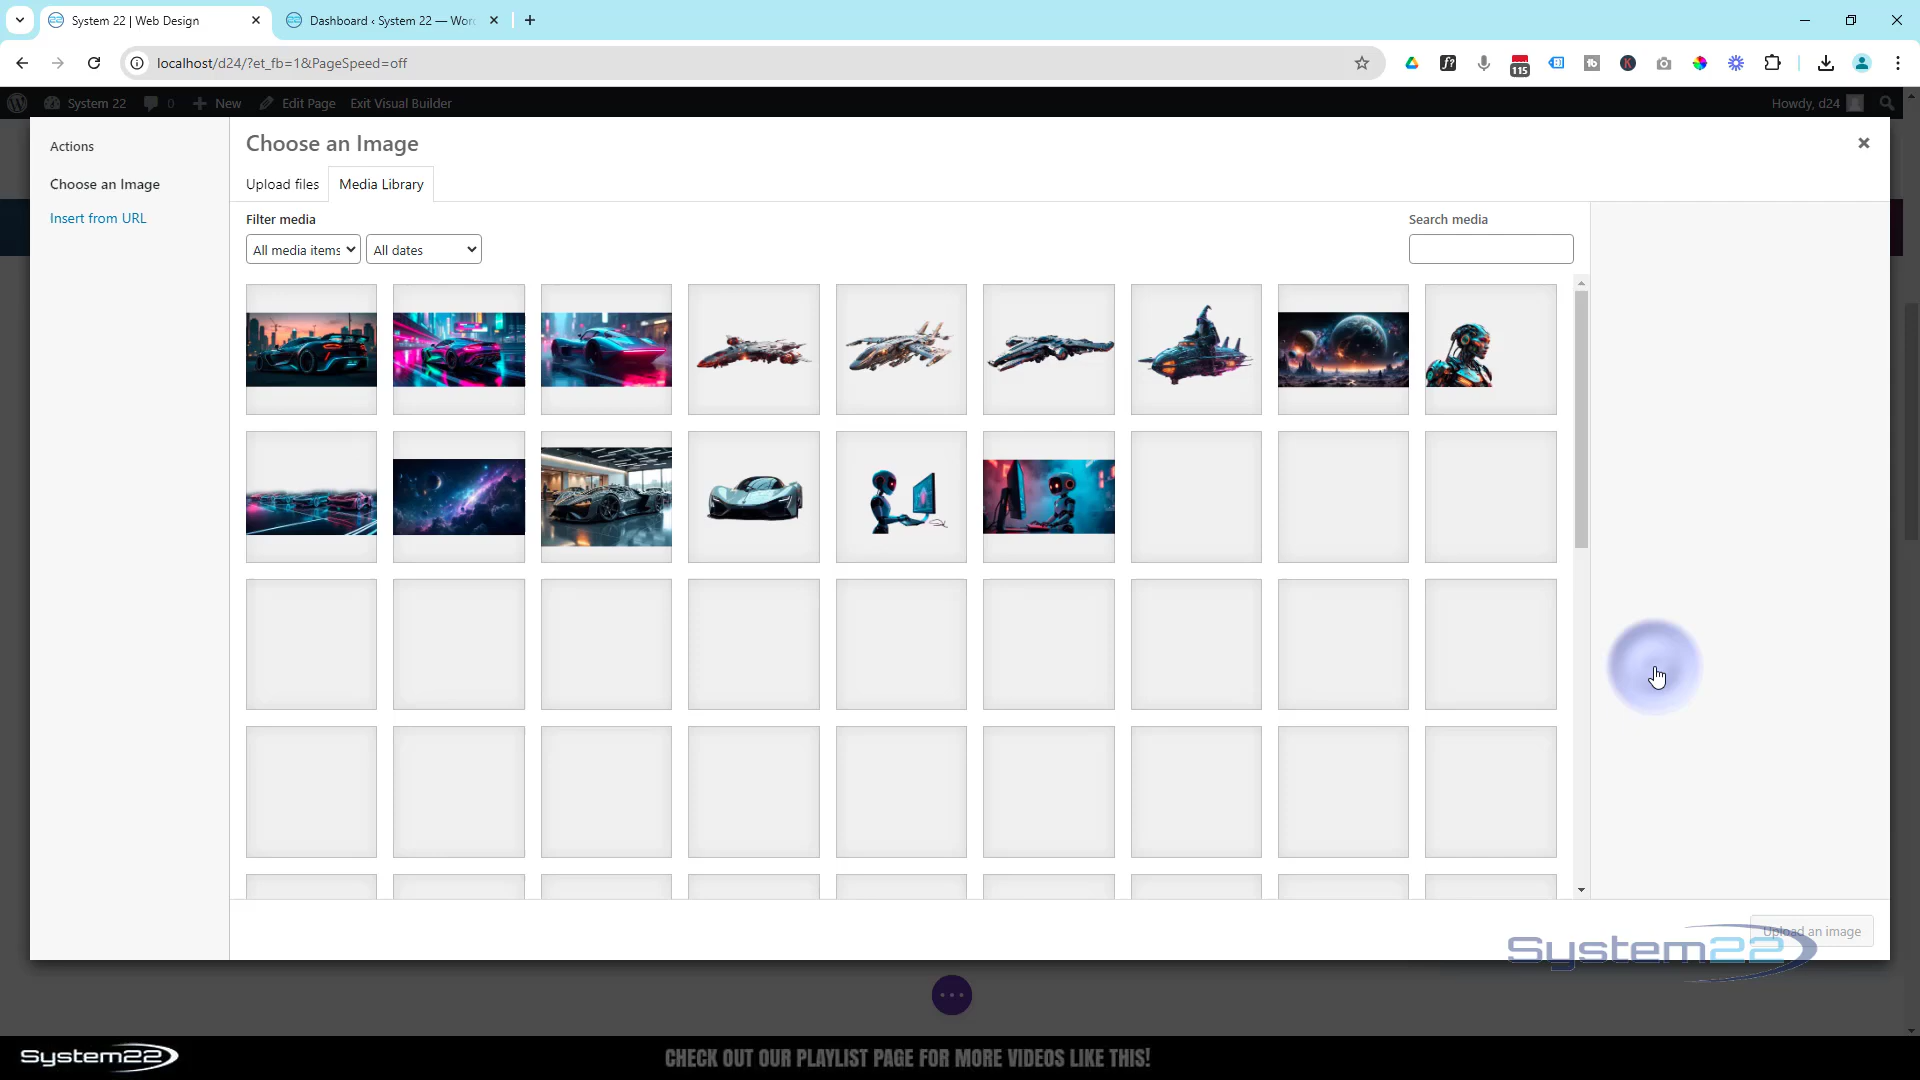 System 22 | Web Design
Dashboard ‹ System 22 — Wor
localhost/d24/?et_fb=1&PageSpeed=off
115
System 22
0
New
Edit Page
Exit Visual Builder
Howdy, d24
Actions
Choose an Image
Insert from URL
Choose an Image
Upload files
Media Library
Filter media
All media items
All dates
Search media
Upload an image
System22
System22
CHECK OUT OUR PLAYLIST PAGE FOR MORE VIDEOS LIKE THIS!